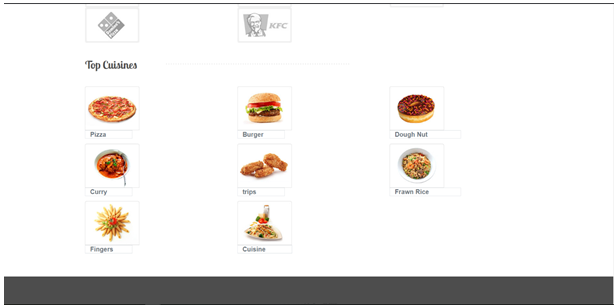 KFC
Top Cuisines
Pizza
Burger
Dough Nut
Curry
trips
Frawn Rice
Fingers
Cuisine